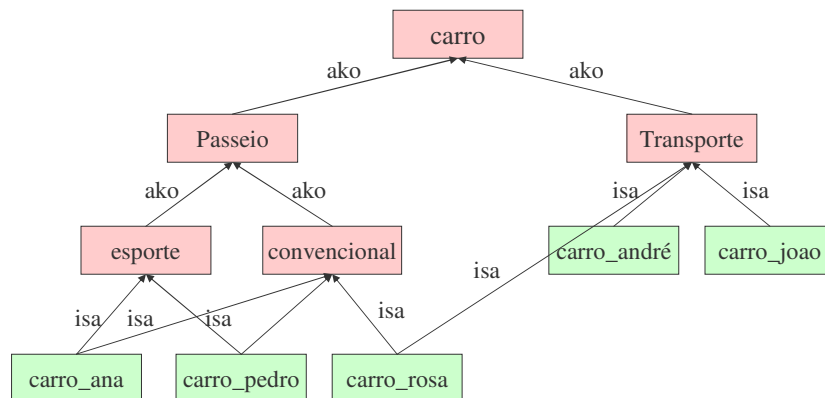 carro
ako
ako
Passeio
Transporte
ako
ako
isa
isa
esporte
convencional
carro_andré
carro_joao
isa
isa
isa
isa
isa
carro_ana
carro_pedro
carro_rosa